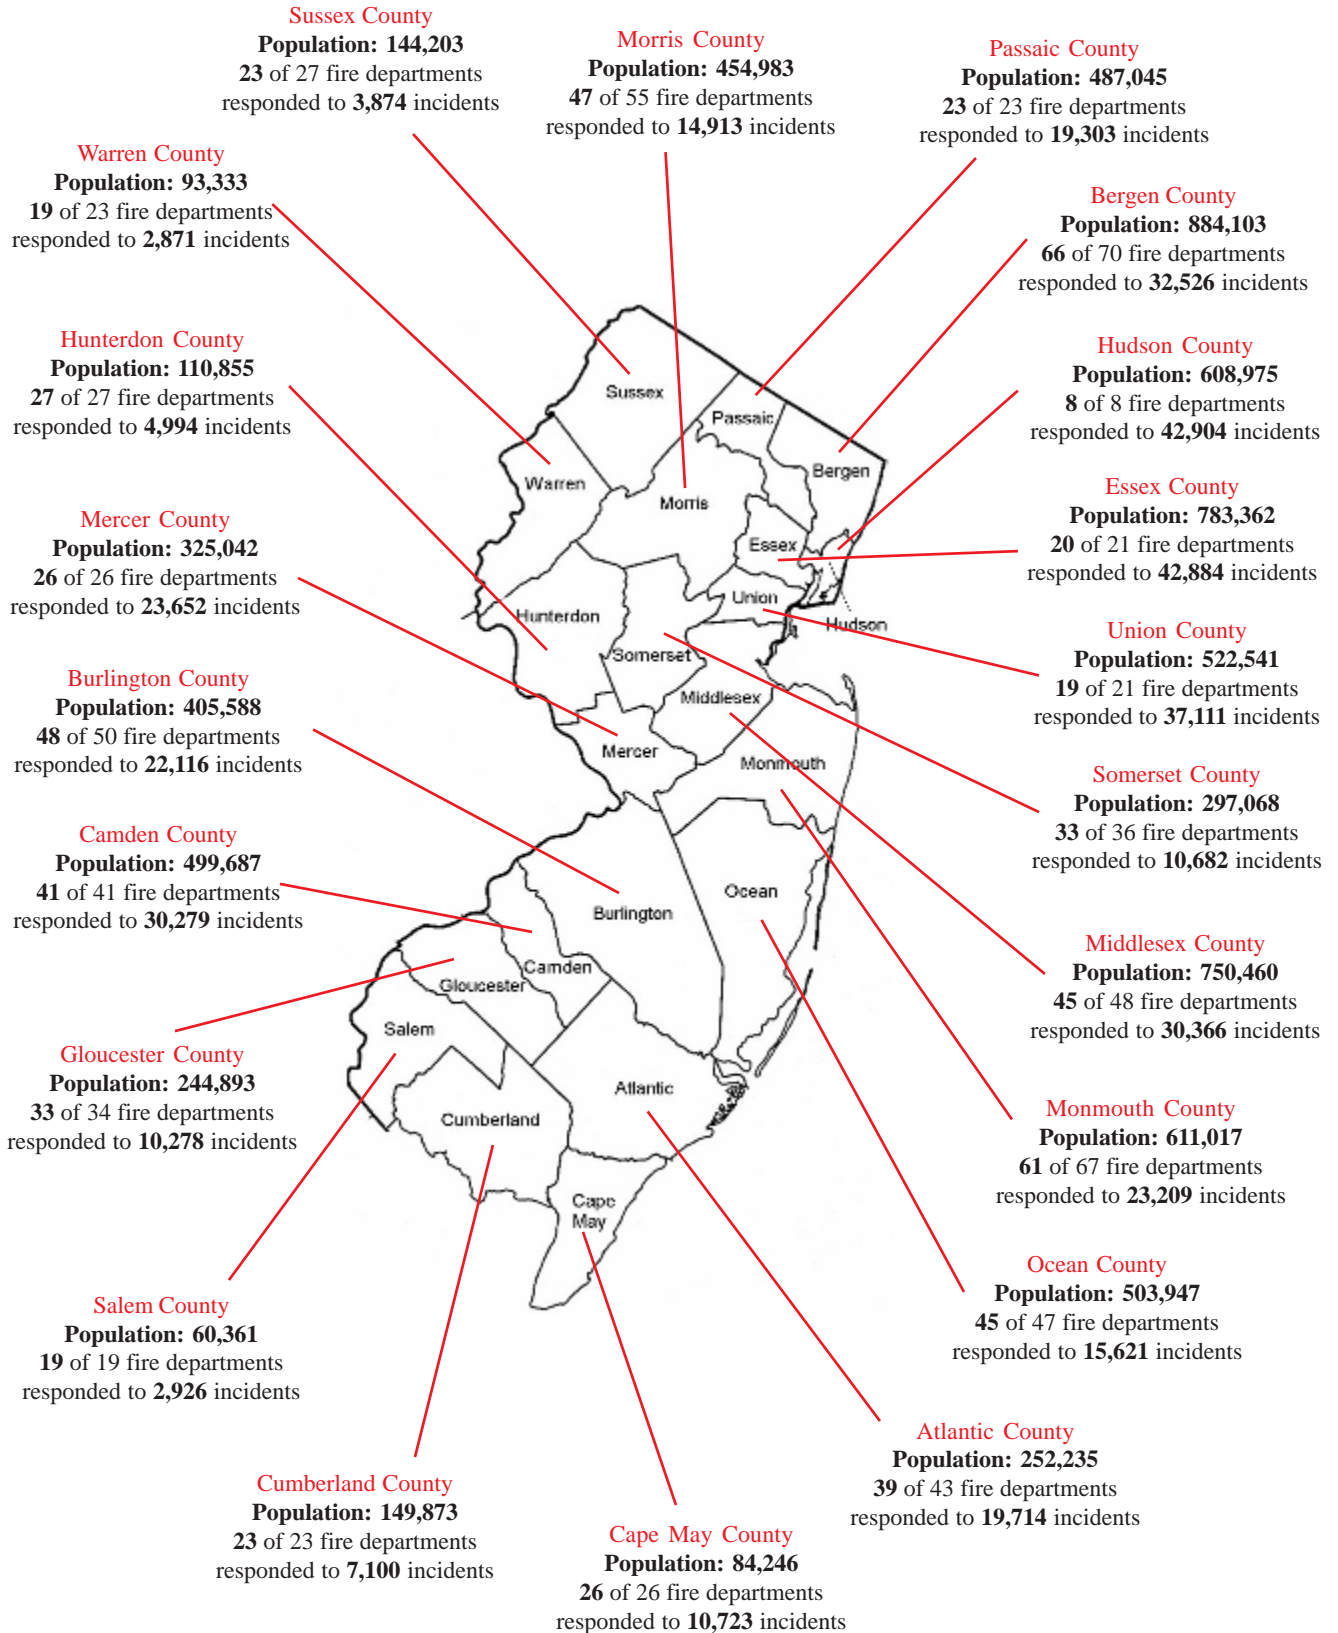 Sussex County
Population: 144,203
23 of 27 fire departments
responded to 3,874 incidents
Morris County
Population: 454,983
47 of 55 fire departments
responded to 14,913 incidents
Passaic County
Population: 487,045
23 of 23 fire departments
responded to 19,303 incidents
Warren County
Population: 93,333
19 of 23 fire departments
responded to 2,871 incidents
Bergen County
Population: 884,103
66 of 70 fire departments
responded to 32,526 incidents
Hunterdon County
Population: 110,855
27 of 27 fire departments
responded to 4,994 incidents
Hudson County
Population: 608,975
8 of 8 fire departments
responded to 42,904 incidents
Mercer County
Population: 325,042
26 of 26 fire departments
responded to 23,652 incidents
Essex County
Population: 783,362
20 of 21 fire departments
responded to 42,884 incidents
Burlington County
Population: 405,588
48 of 50 fire departments
responded to 22,116 incidents
Union County
Population: 522,541
19 of 21 fire departments
responded to 37,111 incidents
Camden County
Population: 499,687
41 of 41 fire departments
responded to 30,279 incidents
Somerset County
Population: 297,068
33 of 36 fire departments
responded to 10,682 incidents
Gloucester County
Population: 244,893
33 of 34 fire departments
responded to 10,278 incidents
Middlesex County
Population: 750,460
45 of 48 fire departments
responded to 30,366 incidents
Monmouth County
Population: 611,017
61 of 67 fire departments
responded to 23,209 incidents
Salem County
Population: 60,361
19 of 19 fire departments
responded to 2,926 incidents
Ocean County
Population: 503,947
45 of 47 fire departments
responded to 15,621 incidents
Cumberland County
Population: 149,873
23 of 23 fire departments
responded to 7,100 incidents
Cape May County
Population: 84,246
26 of 26 fire departments
responded to 10,723 incidents
Atlantic County
Population: 252,235
39 of 43 fire departments
responded to 19,714 incidents
Sussex
Passaic
Bergen
Warren
Morris
Essex
Union
Hudson
Hunterdon
Somerset
Middlesex
Mercer
Monmouth
Ocean
Burlington
Camden
Gloucester
Salem
Atlantic
Cumberland
Cape
May